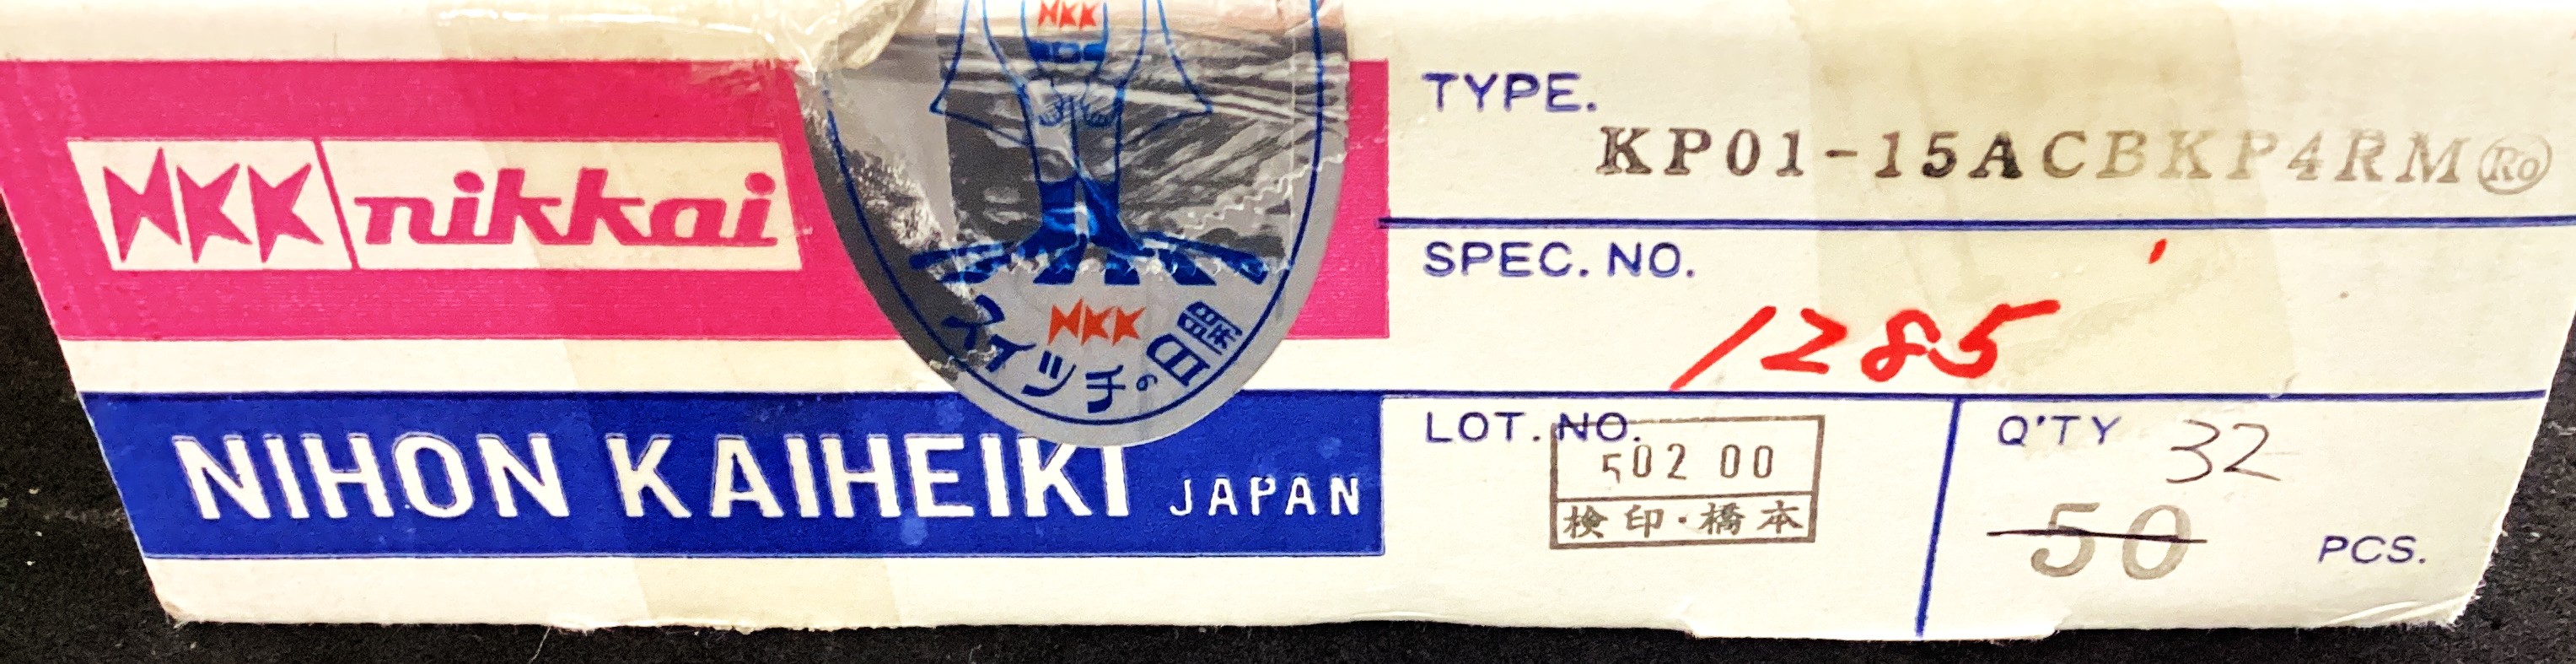 NKK nikkai
NIHON KAIHEIKI JAPAN
NKK
NKK
スイッチの日開
TYPE.
KP01-15ACBKP4RM Ro
SPEC. NO.
1285
LOT. NO.
502 00
検印・橋本
Q'TY 32
50 PCS.